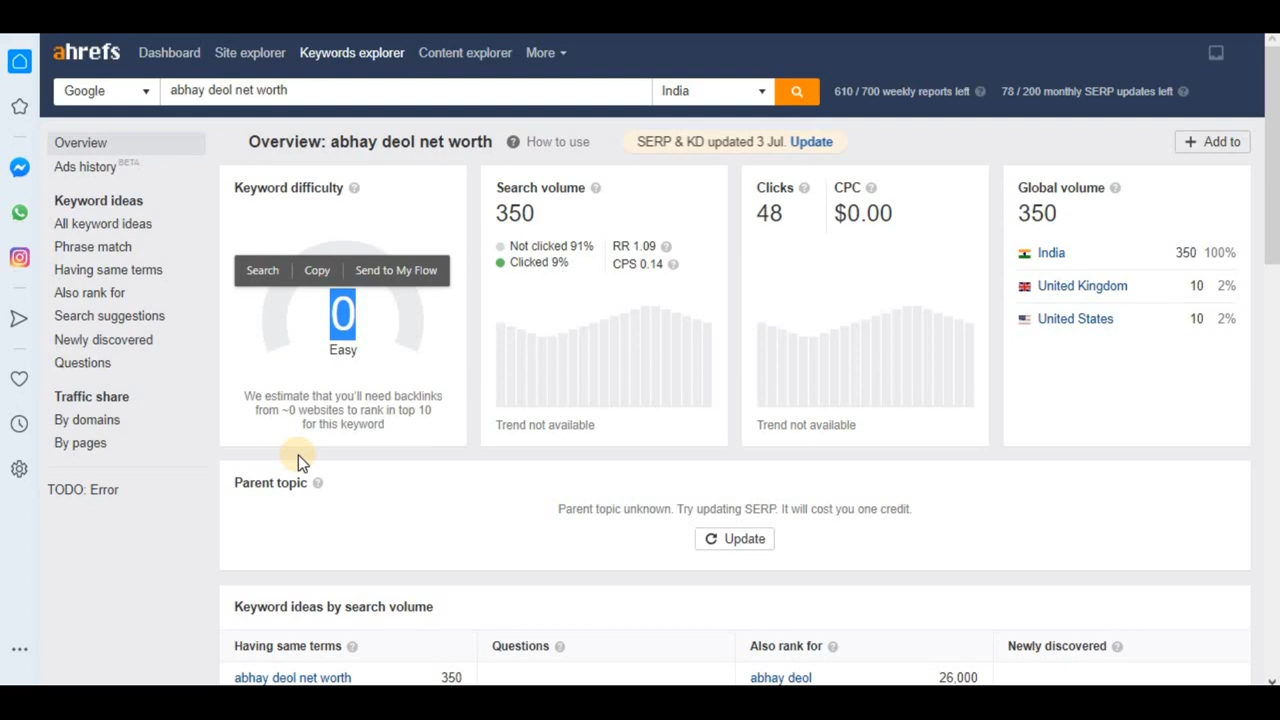 ahrefs Dashboard Site explorer Keywords explorer Content explorer More
Google abhay deol net worth India 610 / 700 weekly reports left ? 78 / 200 monthly SERP updates left ?
Overview
Ads history BETA
Keyword ideas
All keyword ideas
Phrase match
Having same terms
Also rank for
Search suggestions
Newly discovered
Questions
Traffic share
By domains
By pages
TODO: Error
Overview: abhay deol net worth ? How to use SERP & KD updated 3 Jul. Update + Add to
Keyword difficulty ?
Search Copy Send to My Flow
0
Easy
We estimate that you'll need backlinks
from ~0 websites to rank in top 10
for this keyword
Search volume ?
350
Not clicked 91% RR 1.09 ?
Clicked 9% CPS 0.14 ?
Trend not available
Clicks ? CPC ?
48 $0.00
Trend not available
Global volume ?
350
India 350 100%
United Kingdom 10 2%
United States 10 2%
Parent topic ?
Parent topic unknown. Try updating SERP. It will cost you one credit.
Update
Keyword ideas by search volume
Having same terms ? Questions ? Also rank for ? Newly discovered ?
abhay deol net worth 350 abhay deol 26,000